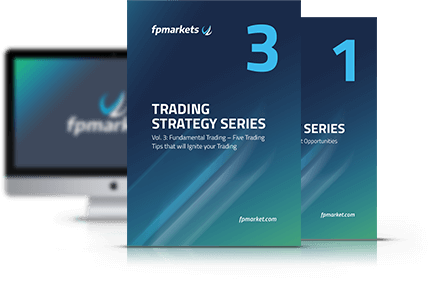 fpmarkets
3
TRADING
STRATEGY SERIES
Vol. 3: Fundamental Trading – Five Trading
Tips that will Ignite your Trading
fpmarket.com
1
SERIES
Opportunities
fpmarket.com
fpmarkets